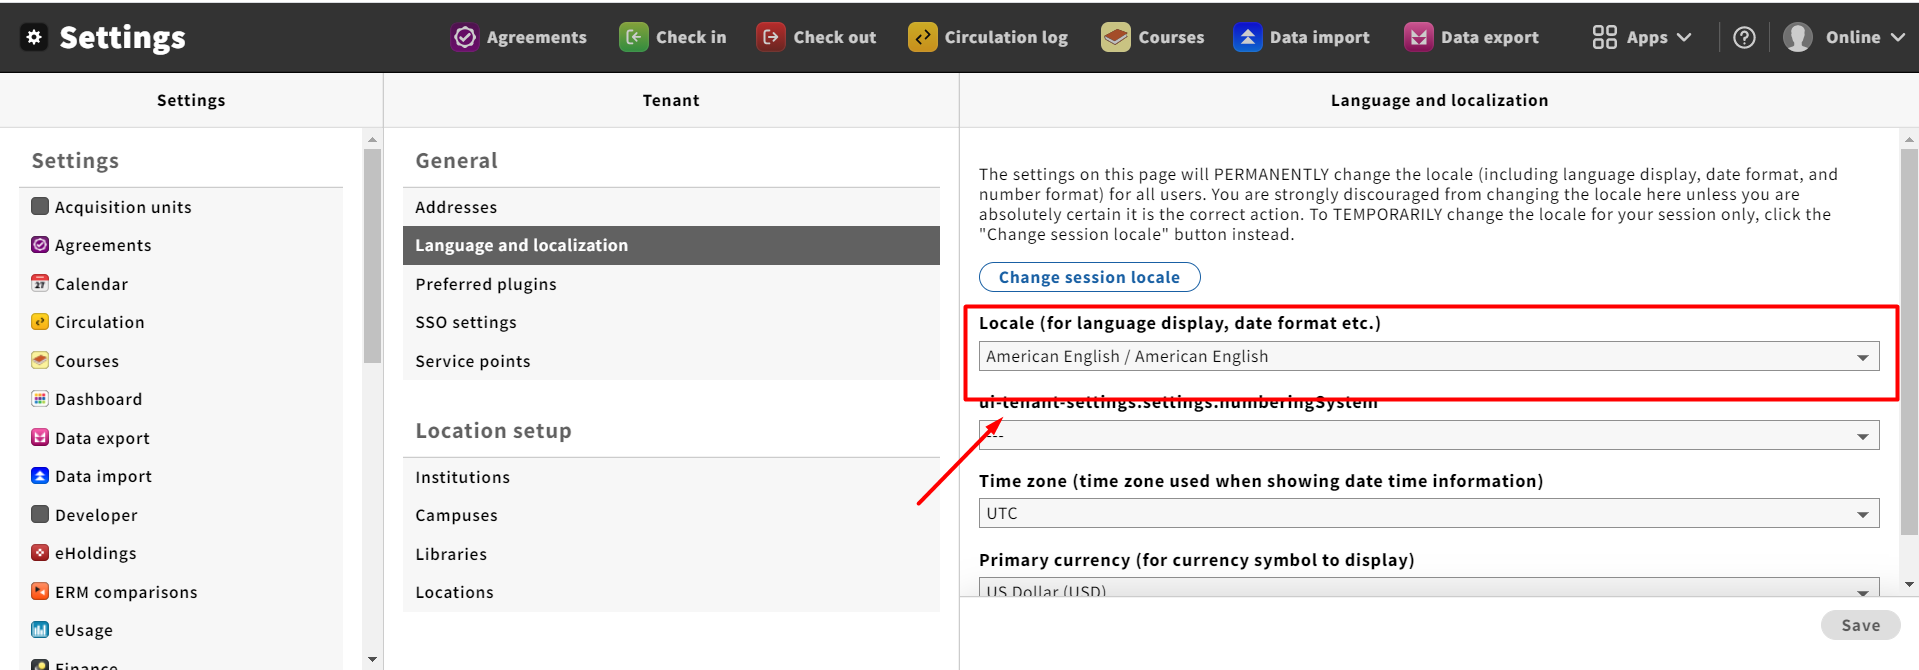 Settings
Agreements
Check in
Check out
Circulation log
Courses
Data import
Data export
Apps
Online
Settings
Tenant
Language and localization
Settings
Acquisition units
Agreements
Calendar
27
Circulation
Courses
Dashboard
Data export
Data import
Developer
eHoldings
ERM comparisons
eUsage
Finance
General
Addresses
Language and localization
Preferred plugins
SSO settings
Service points
Location setup
Institutions
Campuses
Libraries
Locations
The settings on this page will PERMANENTLY change the locale (including language display, date format, and
number format) for all users. You are strongly discouraged from changing the locale here unless you are
absolutely certain it is the correct action. To TEMPORARILY change the locale for your session only, click the
"Change session locale" button instead.
Change session locale
Locale (for language display, date format etc.)
American English / American English
ui-tenant-settings.settings.numberingSystem
---
Time zone (time zone used when showing date time information)
UTC
Primary currency (for currency symbol to display)
US Dollar (USD)
Save